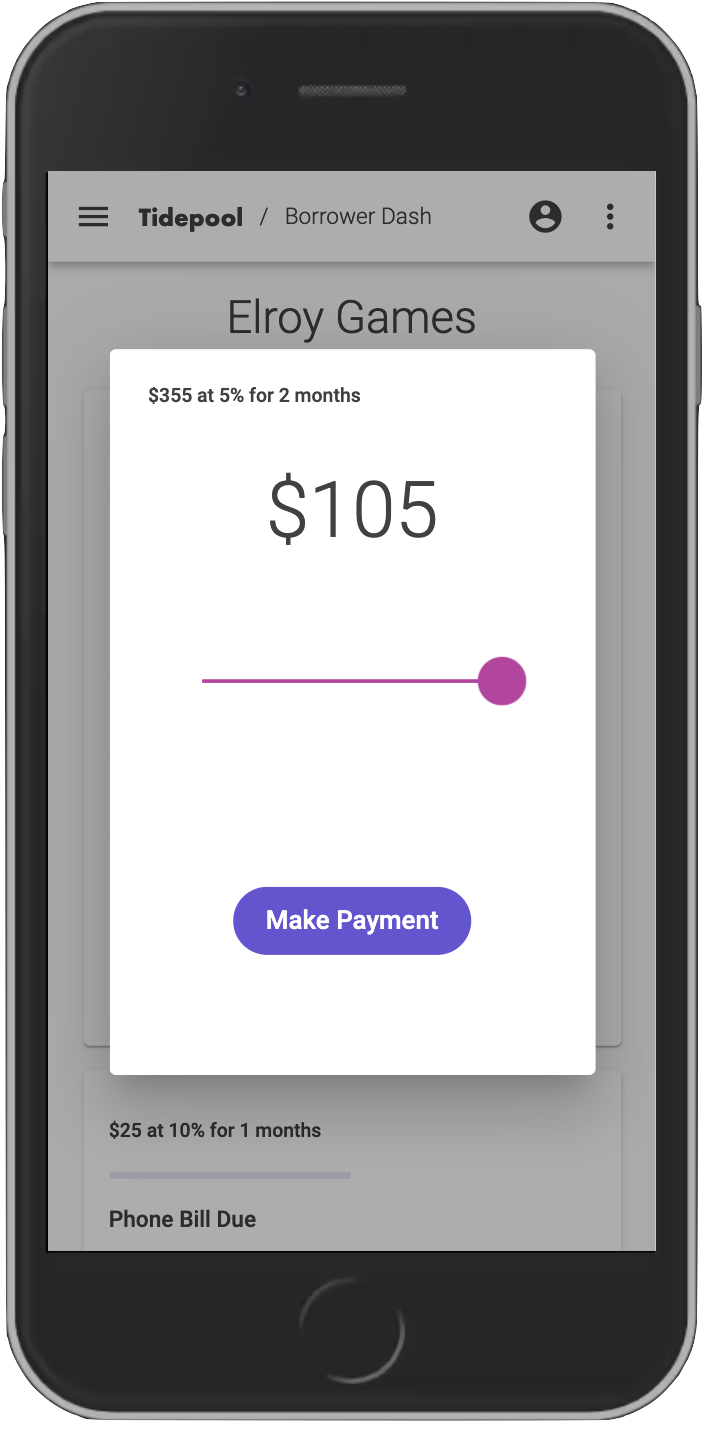 Tidepool / Borrower Dash
Elroy Games
$355 at 5% for 2 months
$105
Make Payment
$25 at 10% for 1 months
Phone Bill Due